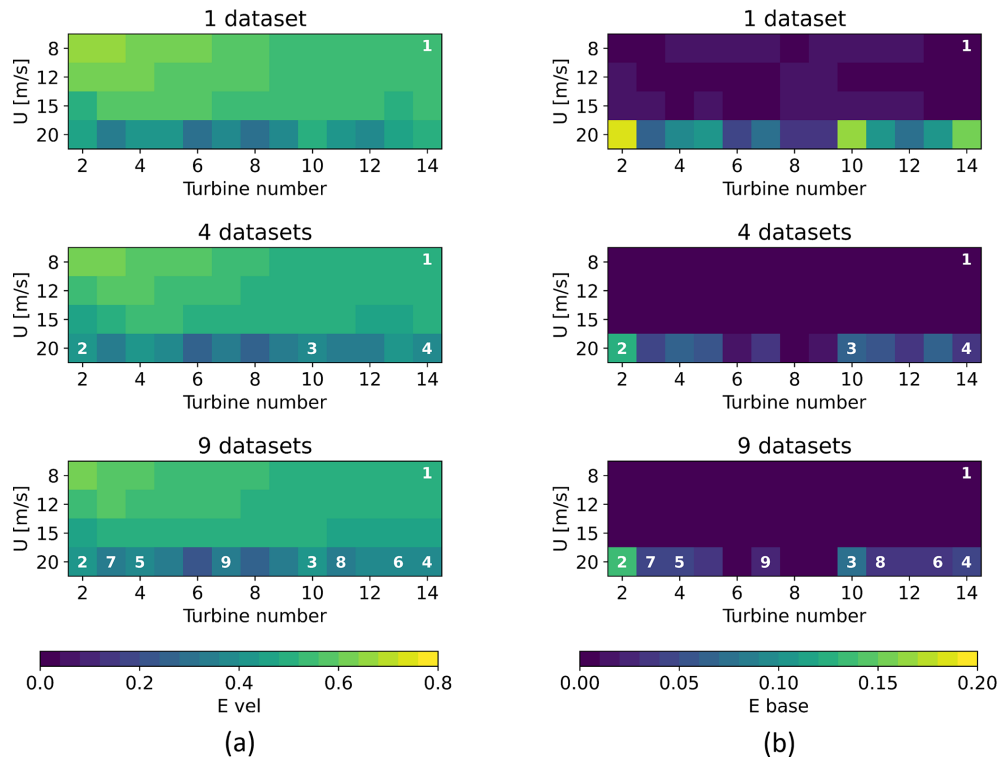 1 dataset
U [m/s]
8 1
12
15
20
2 4 6 8 10 12 14
Turbine number
4 datasets
U [m/s]
8 1
12
15
20 2 3 4
2 4 6 8 10 12 14
Turbine number
9 datasets
U [m/s]
8 1
12
15
20 2 7 5 9 3 8 6 4
2 4 6 8 10 12 14
Turbine number
0.0 0.2 0.4 0.6 0.8
E vel
(a)
1 dataset
U [m/s]
8 1
12
15
20
2 4 6 8 10 12 14
Turbine number
4 datasets
U [m/s]
8 1
12
15
20 2 3 4
2 4 6 8 10 12 14
Turbine number
9 datasets
U [m/s]
8 1
12
15
20 2 7 5 9 3 8 6 4
2 4 6 8 10 12 14
Turbine number
0.00 0.05 0.10 0.15 0.20
E base
(b)